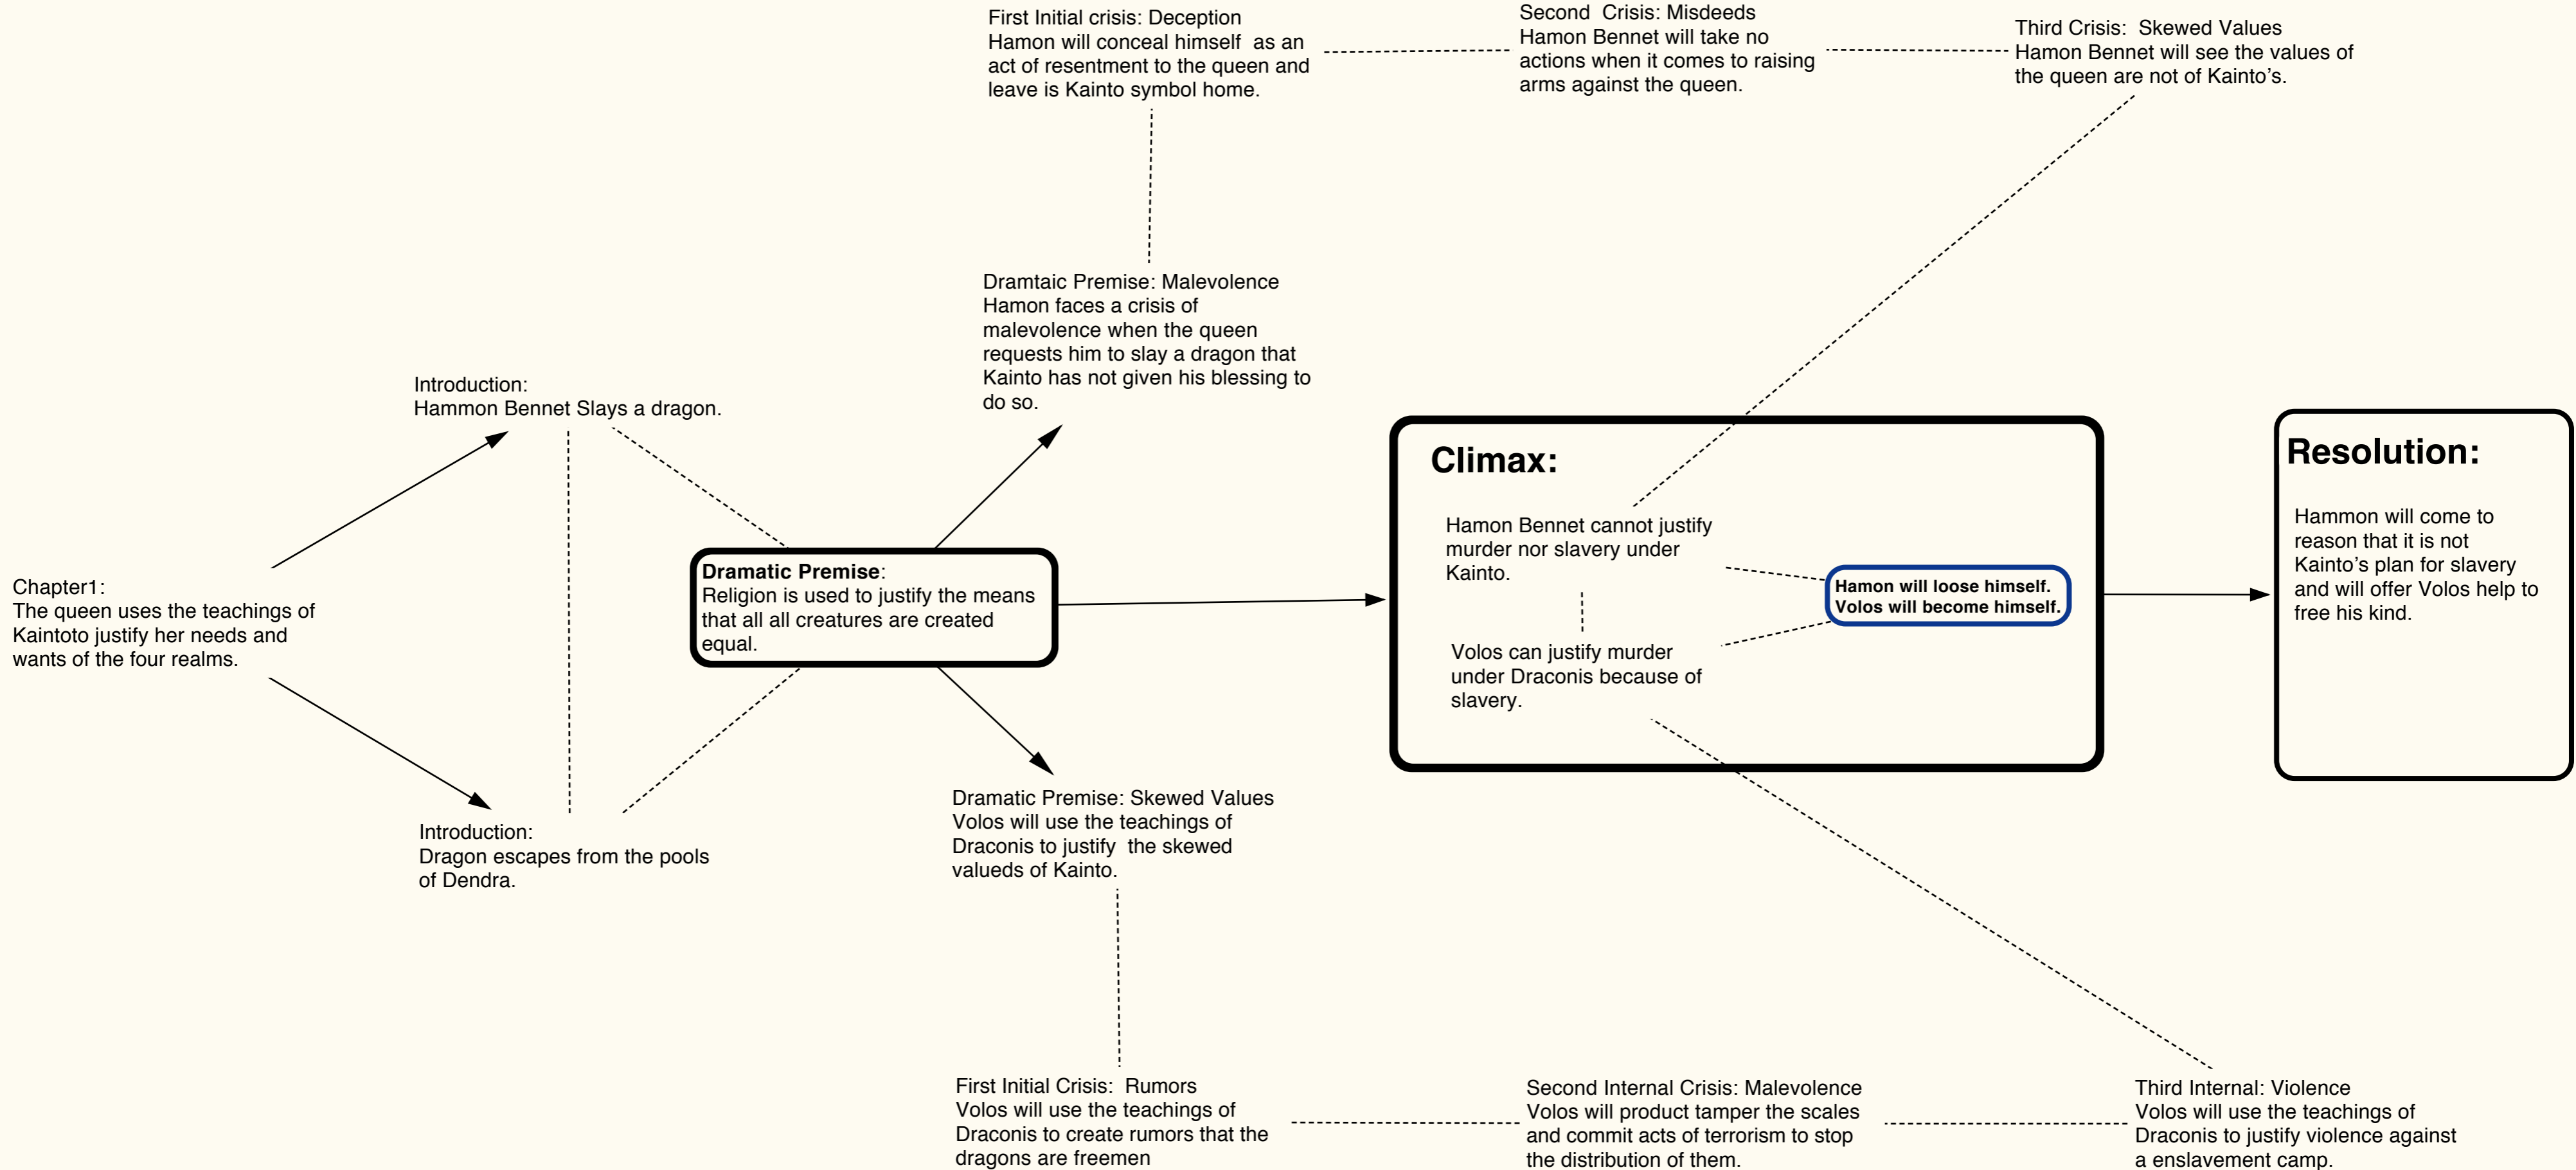 First Initial crisis: Deception
Hamon will conceal himself  as an
act of resentment to the queen and
leave is Kainto symbol home.
Second  Crisis: Misdeeds
Hamon Bennet will take no
actions when it comes to raising
arms against the queen.
Third Crisis:  Skewed Values
Hamon Bennet will see the values of
the queen are not of Kainto’s.
Dramtaic Premise: Malevolence
Hamon faces a crisis of
malevolence when the queen
requests him to slay a dragon that
Kainto has not given his blessing to
do so.
Introduction:
Hammon Bennet Slays a dragon.
Chapter1:
The queen uses the teachings of
Kaintoto justify her needs and
wants of the four realms.
Dramatic Premise:
Religion is used to justify the means
that all all creatures are created
equal.
Climax:
Hamon Bennet cannot justify
murder nor slavery under
Kainto.
Hamon will loose himself.
Volos will become himself.
Volos can justify murder
under Draconis because of
slavery.
Resolution:
Hammon will come to
reason that it is not
Kainto’s plan for slavery
and will offer Volos help to
free his kind.
Introduction:
Dragon escapes from the pools
of Dendra.
Dramatic Premise: Skewed Values
Volos will use the teachings of
Draconis to justify  the skewed
valueds of Kainto.
First Initial Crisis:  Rumors
Volos will use the teachings of
Draconis to create rumors that the
dragons are freemen
Second Internal Crisis: Malevolence
Volos will product tamper the scales
and commit acts of terrorism to stop
the distribution of them.
Third Internal: Violence
Volos will use the teachings of
Draconis to justify violence against
a enslavement camp.